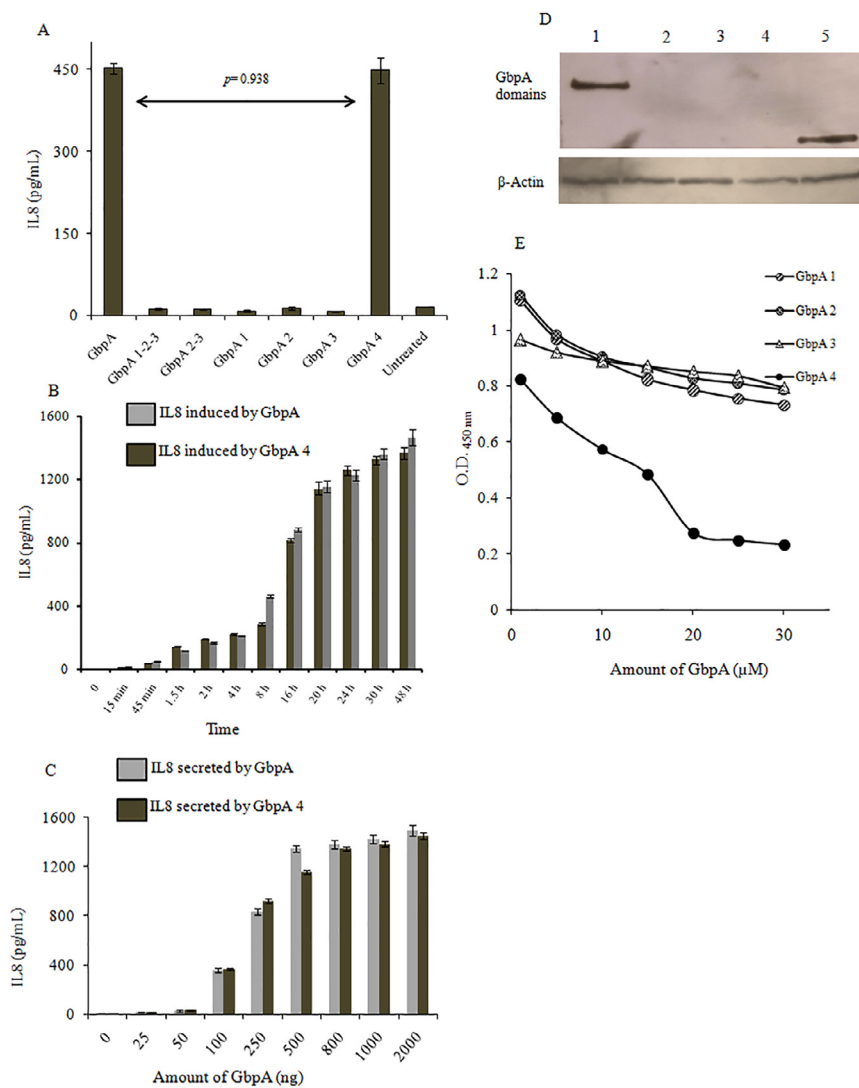 A
p= 0.938
IL8 (pg/mL)
450
300
150
0
GbpA
GbpA 1-2-3
GbpA 2-3
GbpA 1
GbpA 2
GbpA 3
GbpA 4
Untreated
B
IL8 induced by GbpA
IL8 induced by GbpA 4
IL8 (pg/mL)
1600
1200
800
400
0
0
15 min
45 min
1.5 h
2 h
4 h
8 h
16 h
20 h
24 h
30 h
48 h
Time
C
IL8 secreted by GbpA
IL8 secreted by GbpA 4
IL8 (pg/mL)
1600
1200
800
400
0
0
25
50
100
250
500
800
1000
2000
Amount of GbpA (ng)
D
1 2 3 4 5
GbpA
domains
β-Actin
E
GbpA 1
GbpA 2
GbpA 3
GbpA 4
O.D. 450 nm
1.2
1
0.8
0.6
0.4
0.2
0
0 10 20 30
Amount of GbpA (µM)